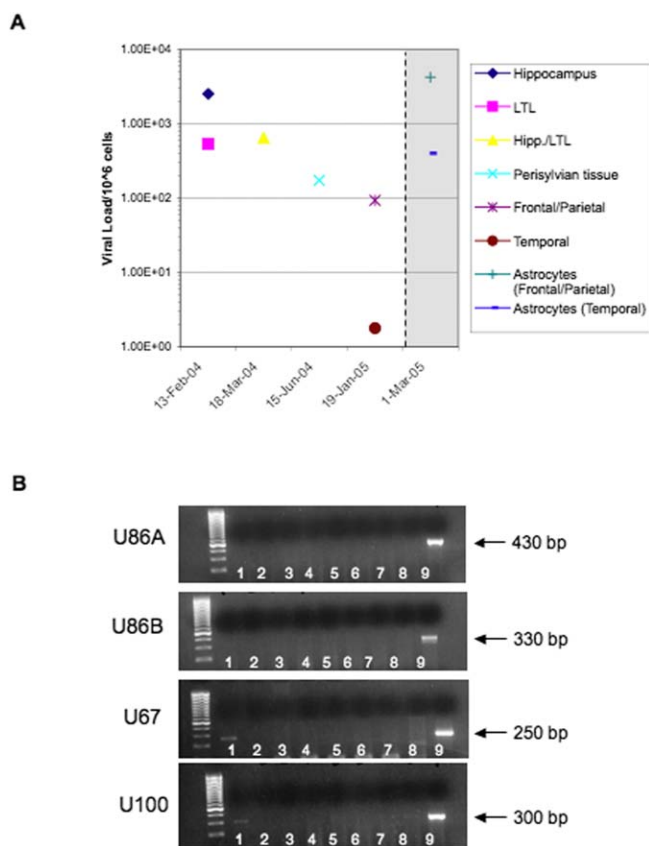 A
1.00E+04
1.00E+03
1.00E+02
1.00E+01
1.00E+00
Viral Load/10^6 cells
13-Feb-04
18-Mar-04
15-Jun-04
19-Jan-05
1-Mar-05
Hippocampus
LTL
Hipp./LTL
Perisylvian tissue
Frontal/Parietal
Temporal
Astrocytes
(Frontal/Parietal)
Astrocytes (Temporal)
B
U86A
1 2 3 4 5 6 7 8 9
430 bp
U86B
1 2 3 4 5 6 7 8 9
330 bp
U67
1 2 3 4 5 6 7 8 9
250 bp
U100
1 2 3 4 5 6 7 8 9
300 bp